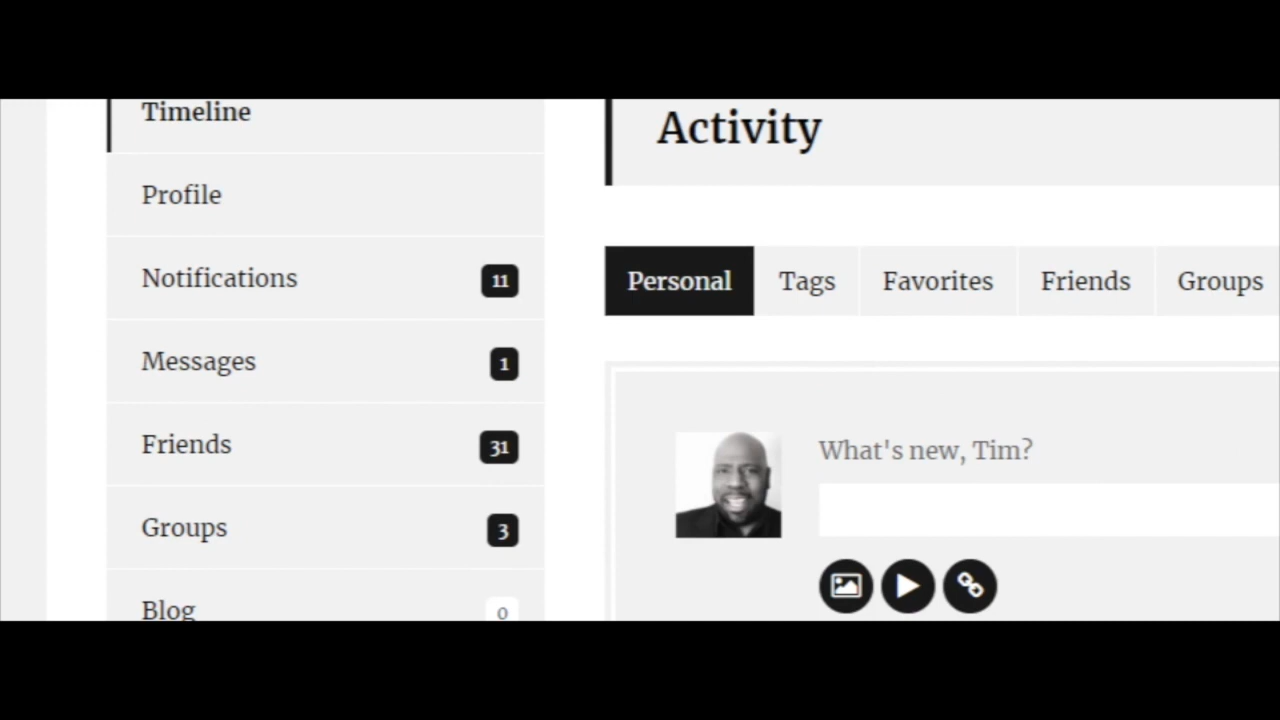 Timeline
Profile
Notifications 11
Messages 1
Friends 31
Groups 3
Blog 0
Activity
Personal Tags Favorites Friends Groups
What's new, Tim?